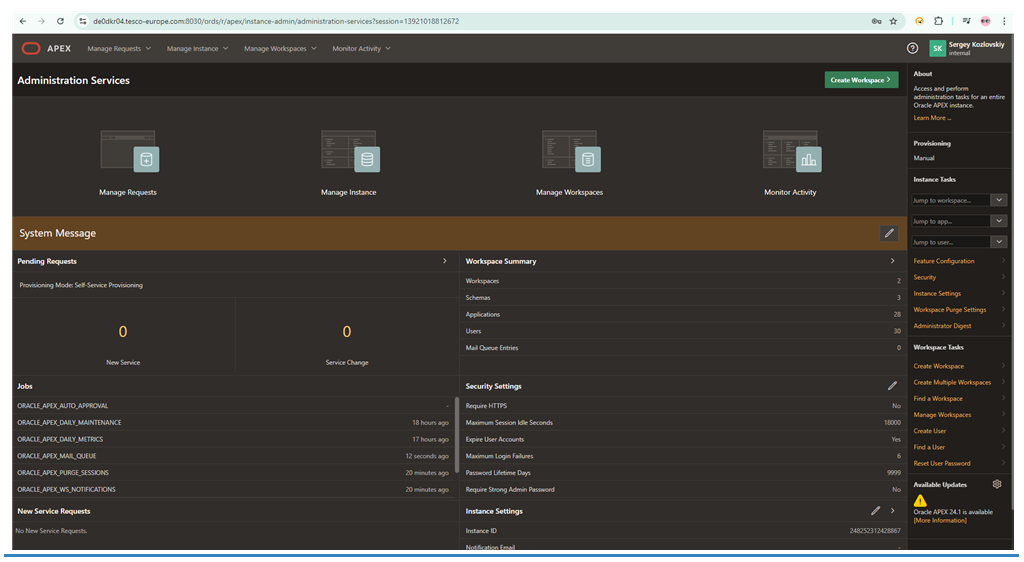 de0dkr04.tesco-europe.com:8030/ords/r/apex/instance-admin/administration-services?session=13921018812672
APEX Manage Requests Manage Instance Manage Workspaces Monitor Activity
SK Sergey Kozlovskiy
internal
Administration Services
Create Workspace
Manage Requests
Manage Instance
Manage Workspaces
Monitor Activity
System Message
Pending Requests
Provisioning Mode: Self-Service Provisioning
0
New Service
0
Service Change
Workspace Summary
Workspaces 2
Schemas 3
Applications 28
Users 30
Mail Queue Entries 0
Jobs
ORACLE_APEX_AUTO_APPROVAL -
ORACLE_APEX_DAILY_MAINTENANCE 18 hours ago
ORACLE_APEX_DAILY_METRICS 17 hours ago
ORACLE_APEX_MAIL_QUEUE 12 seconds ago
ORACLE_APEX_PURGE_SESSIONS 20 minutes ago
ORACLE_APEX_WS_NOTIFICATIONS 20 minutes ago
Security Settings
Require HTTPS No
Maximum Session Idle Seconds 18000
Expire User Accounts Yes
Maximum Login Failures 6
Password Lifetime Days 9999
Require Strong Admin Password No
New Service Requests
No New Service Requests.
Instance Settings
Instance ID 248252312428867
Notification Email -
About
Access and perform
administration tasks for an entire
Oracle APEX instance.
Learn More ...
Provisioning
Manual
Instance Tasks
Jump to workspace...
Jump to app...
Jump to user...
Feature Configuration
Security
Instance Settings
Workspace Purge Settings
Administrator Digest
Workspace Tasks
Create Workspace
Create Multiple Workspaces
Find a Workspace
Manage Workspaces
Create User
Find a User
Reset User Password
Available Updates
Oracle APEX 24.1 is available
[More Information]